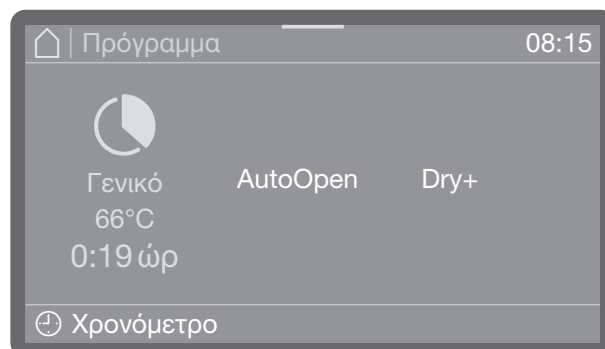 Πρόγραμμα 08:15
Γενικό
66°C
0:19 ώρ
AutoOpen
Dry+
Χρονόμετρο